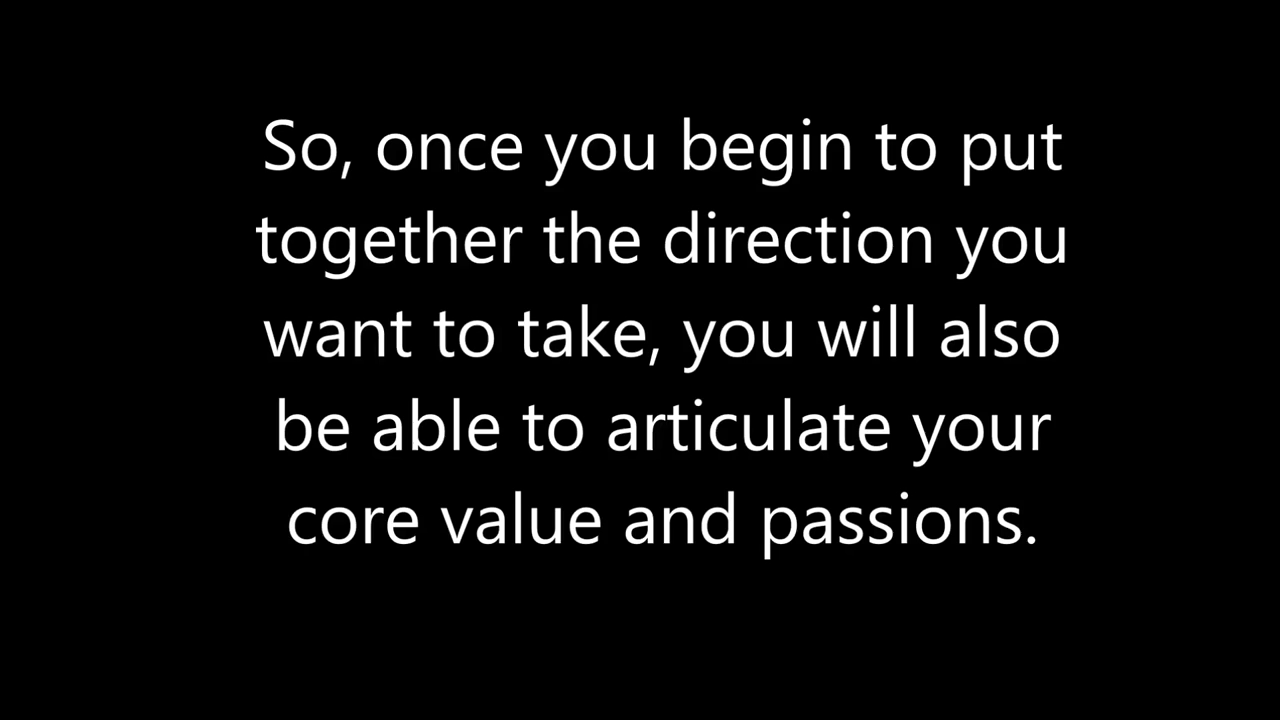 So, once you begin to put
together the direction you
want to take, you will also
be able to articulate your
core value and passions.